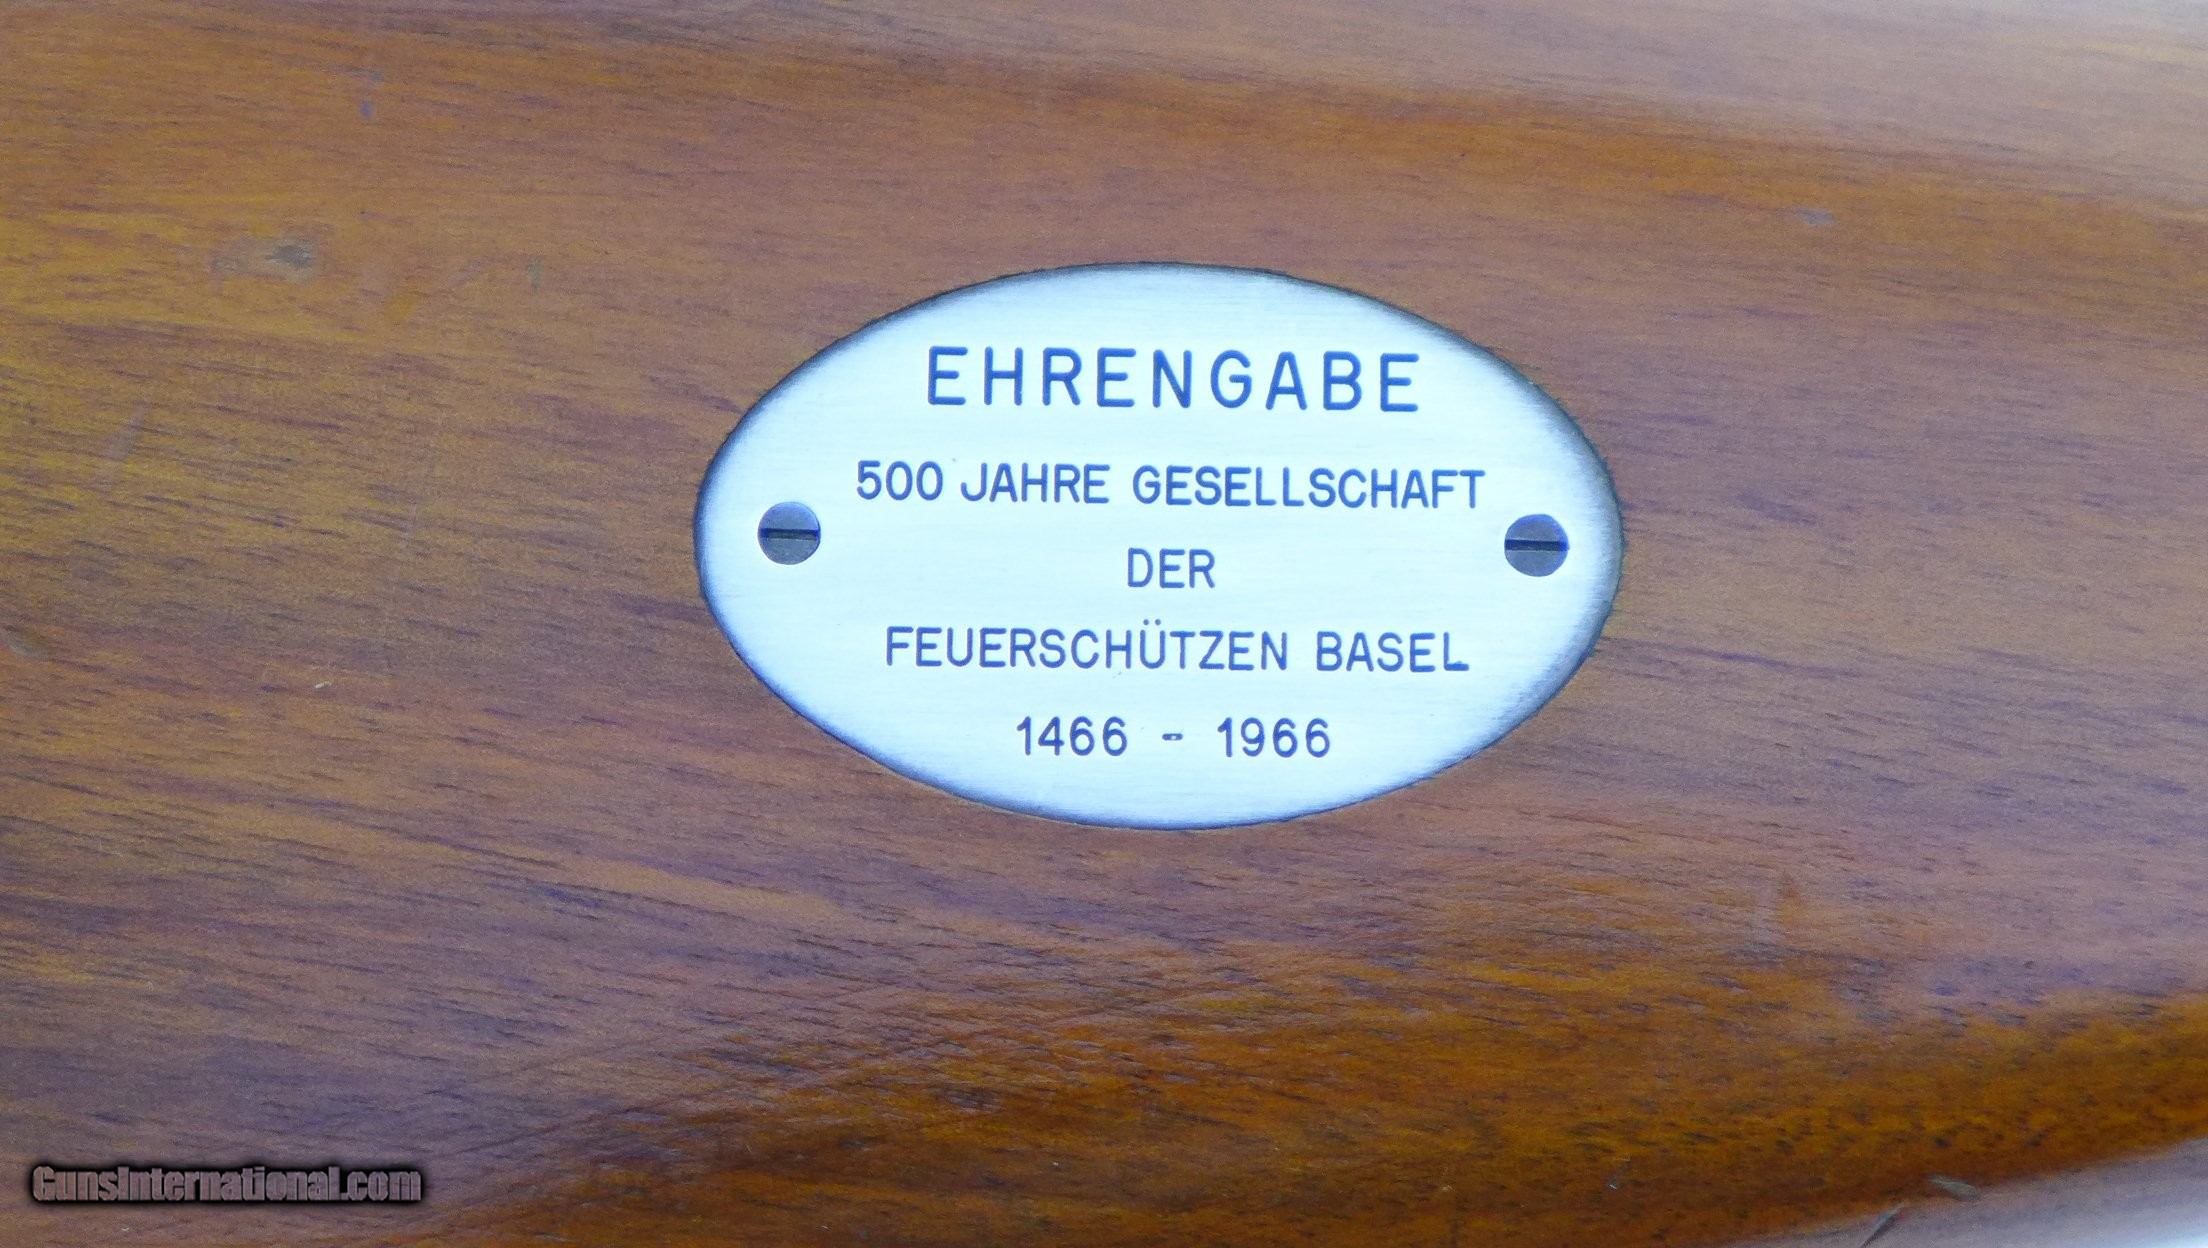 EHRENGABE
500 JAHRE GESELLSCHAFT
DER
FEUERSCHÜTZEN BASEL
1466 - 1966
GunsInternational.com